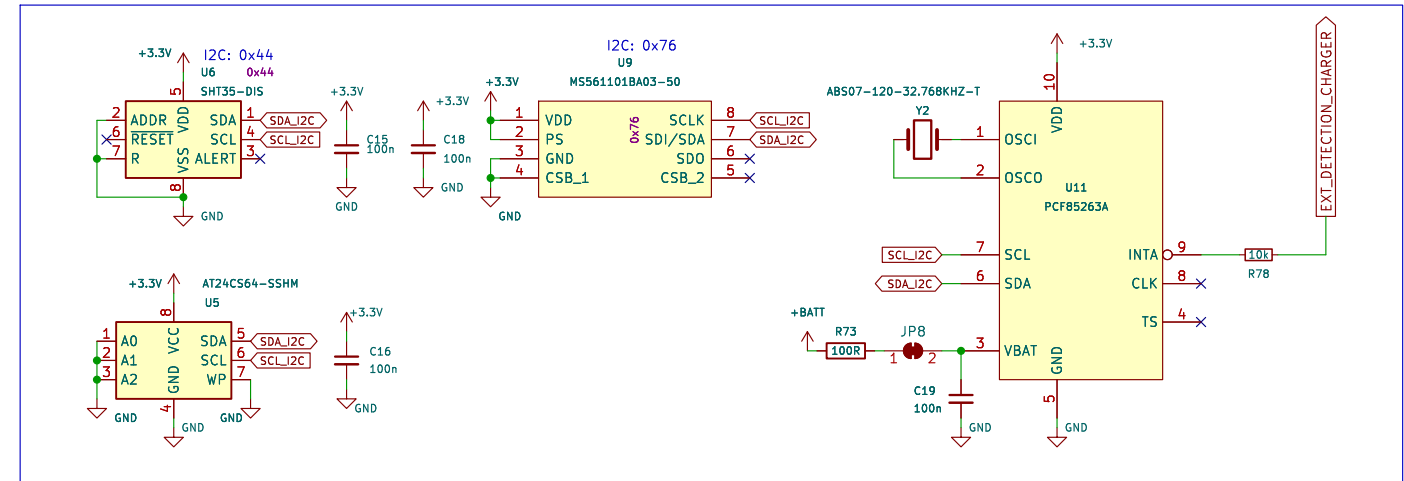 I2C: 0x44
+3.3V
U6
0x44
SHT35-DIS
5
VDD
2
ADDR
SDA
1
SDA_I2C
6
RESET
SCL
4
SCL_I2C
7
R
ALERT
3
VSS
8
GND
+3.3V
C15
100n
GND
+3.3V
C18
100n
GND
I2C: 0x76
U9
MS561101BA03-50
+3.3V
1
VDD
SCLK
8
SCL_I2C
2
PS
0x76
SDI/SDA
7
SDA_I2C
3
GND
SDO
6
4
CSB_1
CSB_2
5
GND
+3.3V
10
VDD
ABS07-120-32.768KHZ-T
Y2
1
OSCI
2
OSCO
U11
PCF85263A
SCL_I2C
7
SCL
INTA
9
10k
R78
EXT_DETECTION_CHARGER
SDA_I2C
6
SDA
CLK
8
TS
4
+BATT
R73
100R
JP8
1
2
3
VBAT
GND
5
C19
100n
GND
GND
+3.3V
AT24CS64-SSHM
U5
8
VCC
1
A0
SDA
5
SDA_I2C
2
A1
SCL
6
SCL_I2C
3
A2
WP
7
GND
4
GND
GND
GND
+3.3V
C16
100n
GND